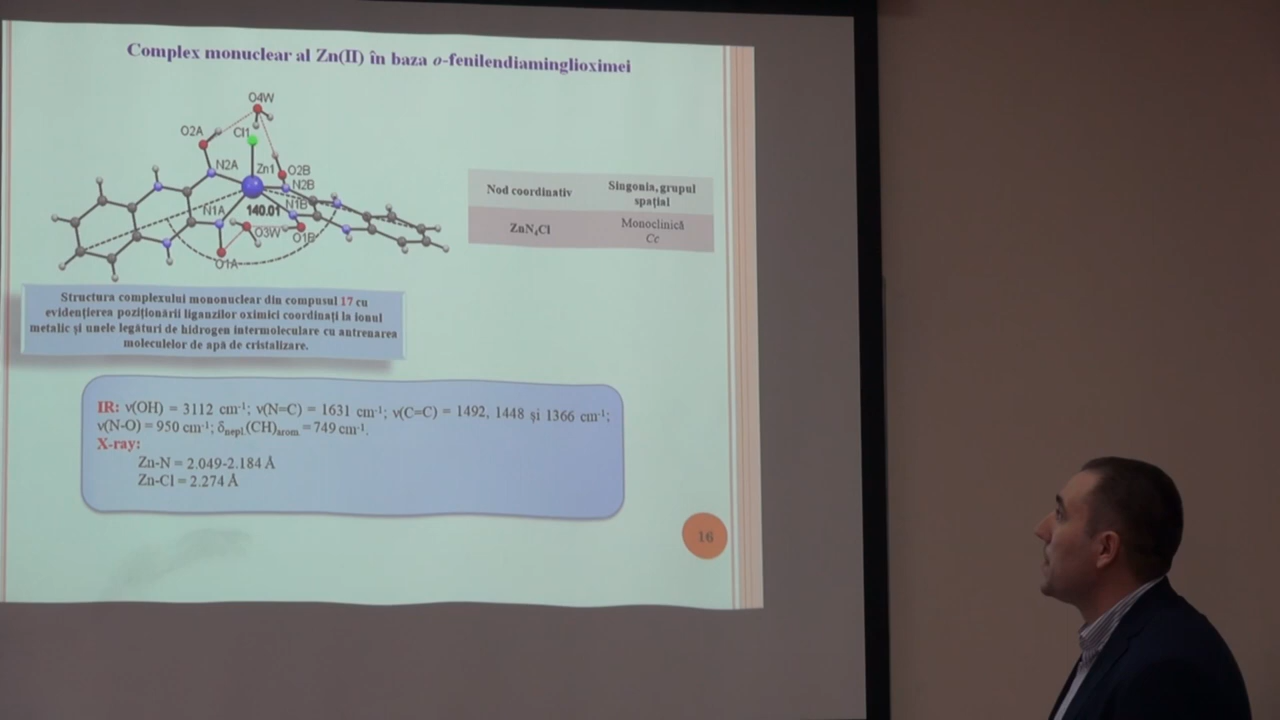 Complex monuclear al Zn(II) în baza o-fenilendiaminglioximei
O4W
O2A
Cl1
N2A
Zn1
O2B
N2B
N1A
140.01
N1B
O3W
O1B
O1A
Nod coordinativ
Singonia, grupul
spațial
ZnN₄Cl
Monoclinică
Cc
Structura complexului mononuclear din compusul 17 cu
evidențierea poziționării liganzilor oximici coordinați la ionul
metalic și unele legături de hidrogen intermoleculare cu antrenarea
moleculelor de apă de cristalizare.
IR: ν(OH) = 3112 cm⁻¹; ν(N=C) = 1631 cm⁻¹; ν(C=C) = 1492, 1448 și 1366 cm⁻¹;
ν(N-O) = 950 cm⁻¹; δnepl.(CH)arom. = 749 cm⁻¹.
X-ray:
Zn-N = 2.049-2.184 Å
Zn-Cl = 2.274 Å
16